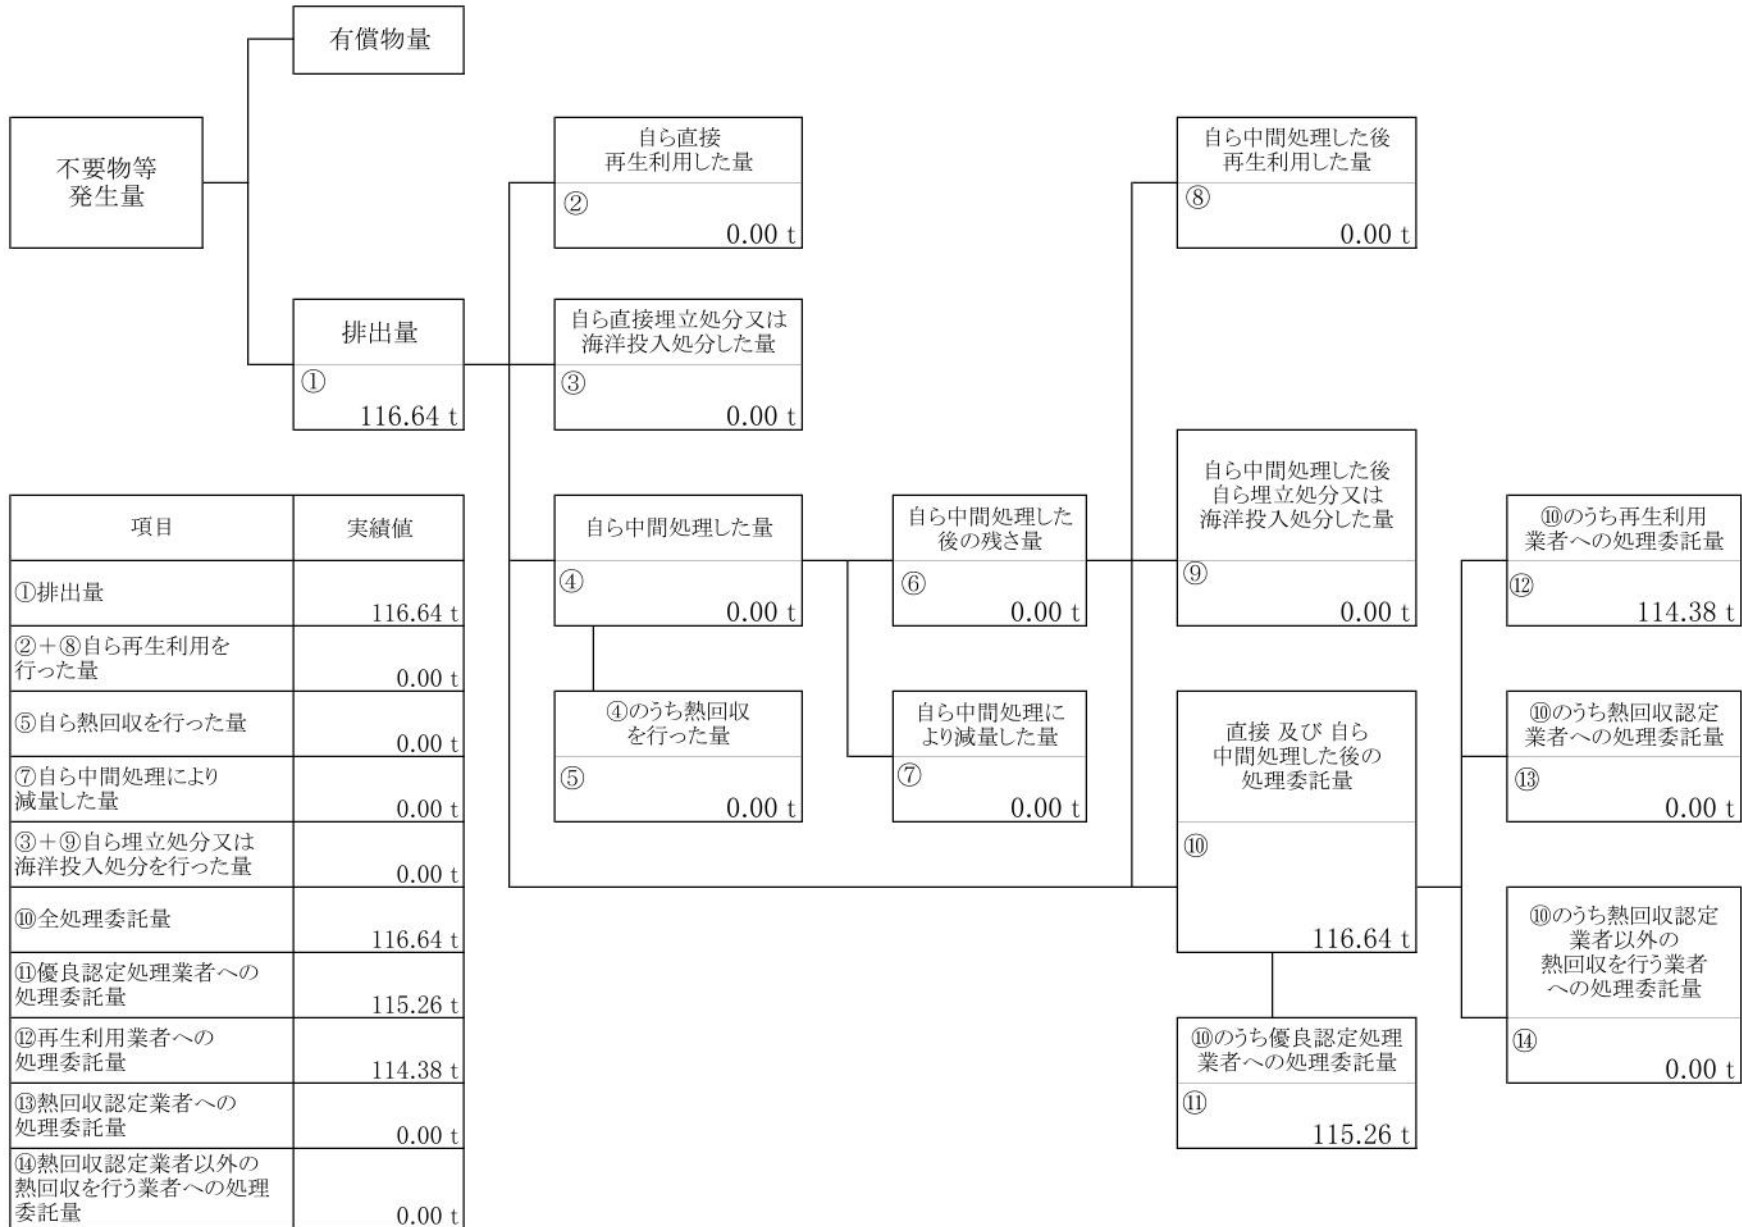 有償物量
不要物等
発生量
自ら直接
再生利用した量
②
0.00 t
自ら中間処理した後
再生利用した量
⑧
0.00 t
排出量
①
116.64 t
自ら直接埋立処分又は
海洋投入処分した量
③
0.00 t
自ら中間処理した量
④
0.00 t
自ら中間処理した
後の残さ量
⑥
0.00 t
自ら中間処理した後
自ら埋立処分又は
海洋投入処分した量
⑨
0.00 t
⑩のうち再生利用
業者への処理委託量
⑫
114.38 t
④のうち熱回収
を行った量
⑤
0.00 t
自ら中間処理に
より減量した量
⑦
0.00 t
直接 及び 自ら
中間処理した後の
処理委託量
⑩
116.64 t
⑩のうち熱回収認定
業者への処理委託量
⑬
0.00 t
⑩のうち熱回収認定
業者以外の
熱回収を行う業者
への処理委託量
⑭
0.00 t
⑩のうち優良認定処理
業者への処理委託量
⑪
115.26 t
項目 実績値
①排出量
116.64 t
②+⑧自ら再生利用を
行った量
0.00 t
⑤自ら熱回収を行った量
0.00 t
⑦自ら中間処理により
減量した量
0.00 t
③+⑨自ら埋立処分又は
海洋投入処分を行った量
0.00 t
⑩全処理委託量
116.64 t
⑪優良認定処理業者への
処理委託量
115.26 t
⑫再生利用業者への
処理委託量
114.38 t
⑬熱回収認定業者への
処理委託量
0.00 t
⑭熱回収認定業者以外の
熱回収を行う業者への処理
委託量
0.00 t